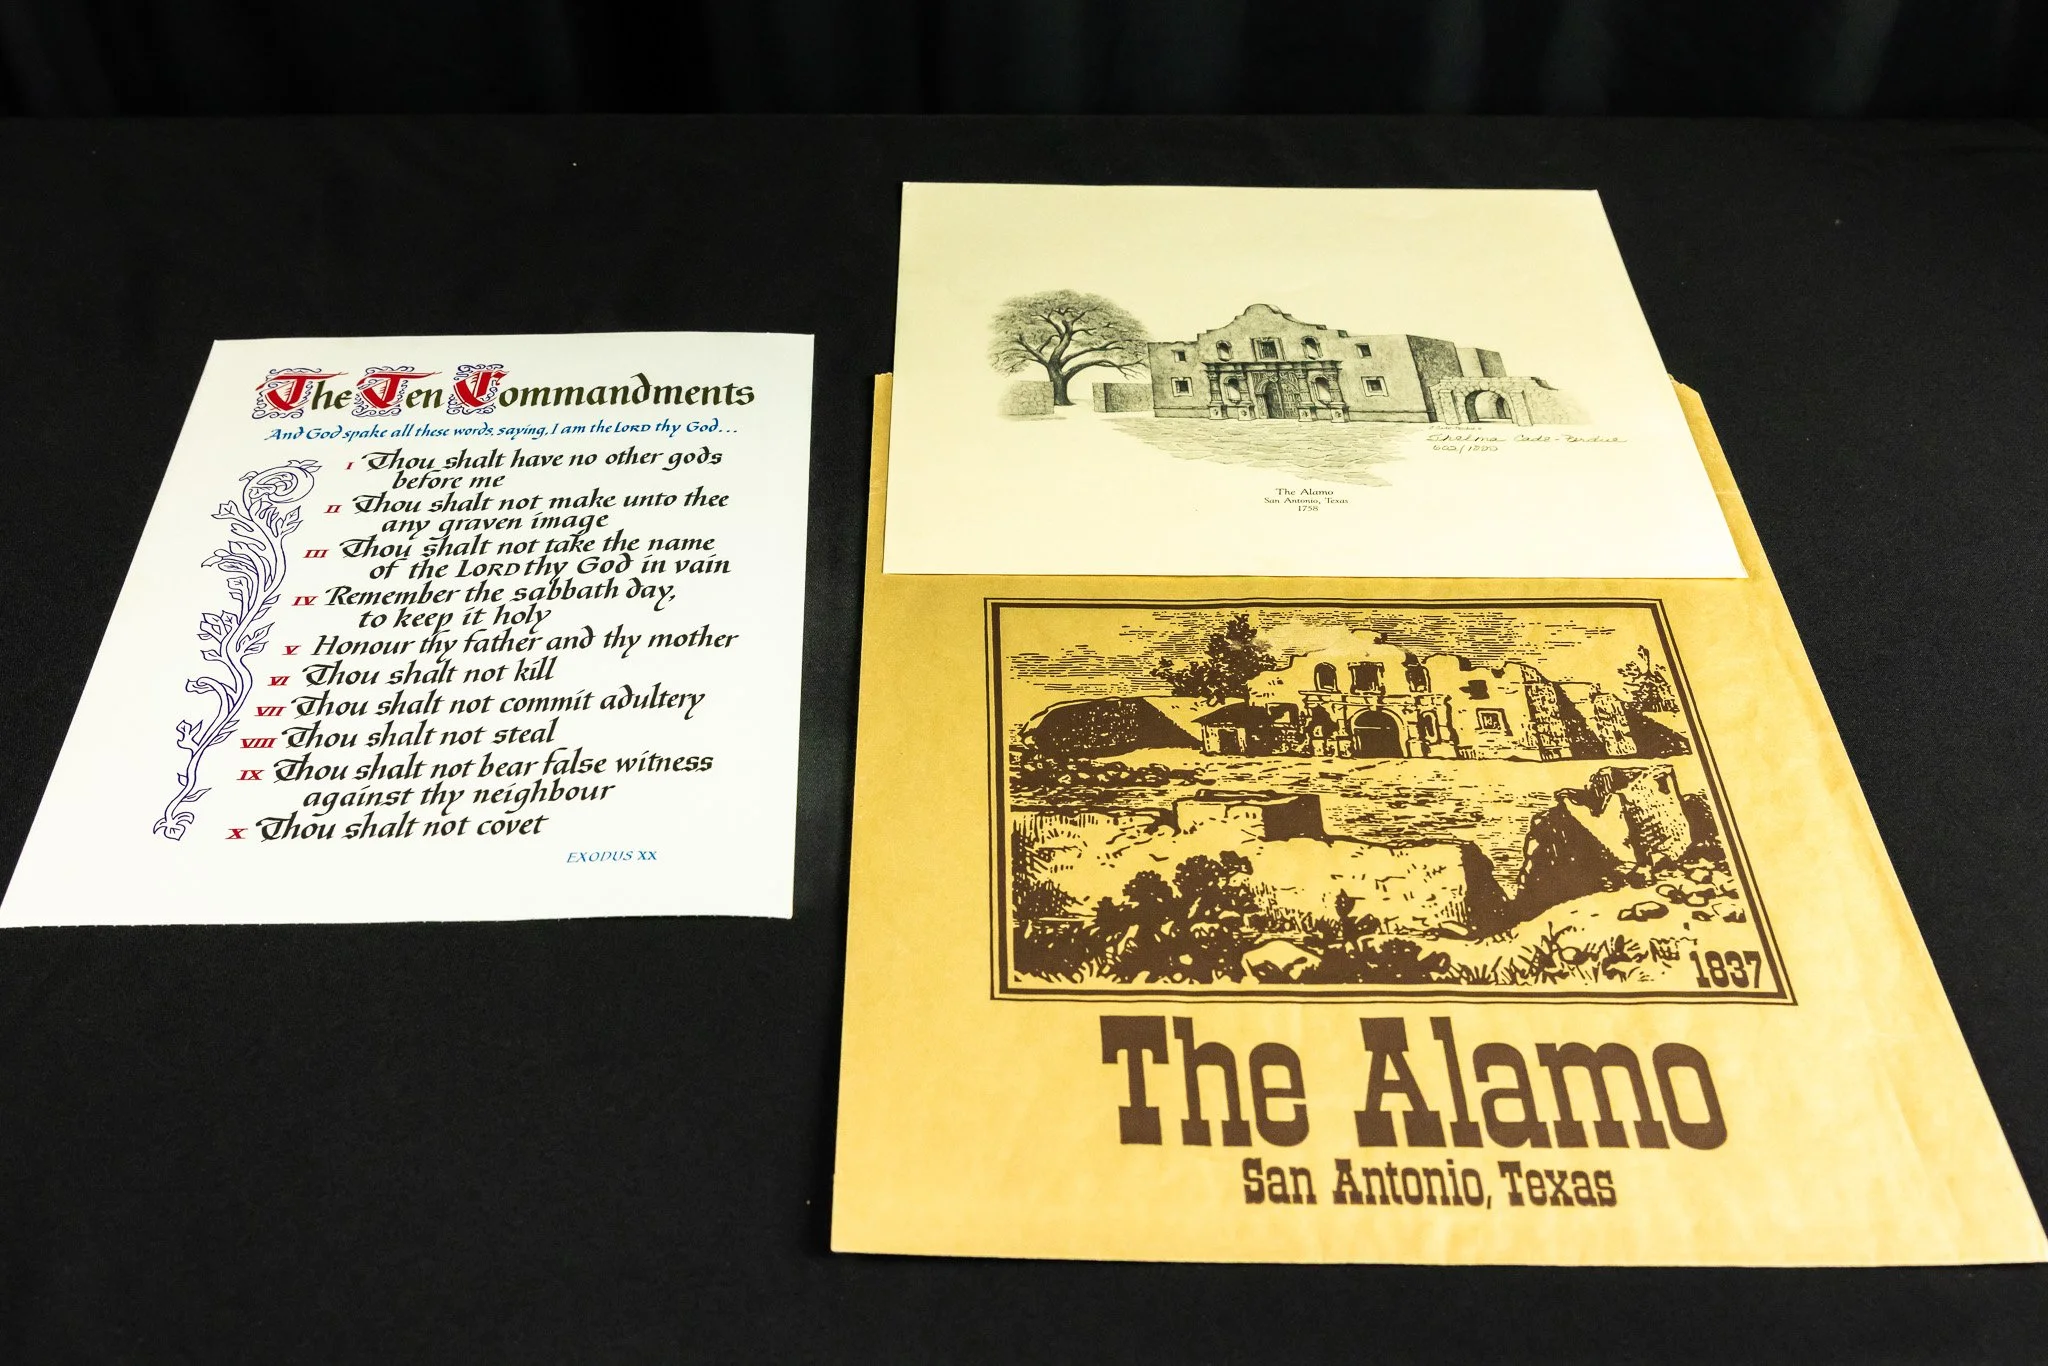 The Ten Commandments
And God spake all these words, saying, I am the LORD thy God...
I Thou shalt have no other gods
before me
II Thou shalt not make unto thee
any graven image
III Thou shalt not take the name
of the LORD thy God in vain
IV Remember the sabbath day,
to keep it holy
V Honour thy father and thy mother
VI Thou shalt not kill
VII Thou shalt not commit adultery
VIII Thou shalt not steal
IX Thou shalt not bear false witness
against thy neighbour
X Thou shalt not covet
EXODUS XX
Thelma Cade-Perdue
The Alamo
San Antonio, Texas
1758
1837
The Alamo
San Antonio, Texas